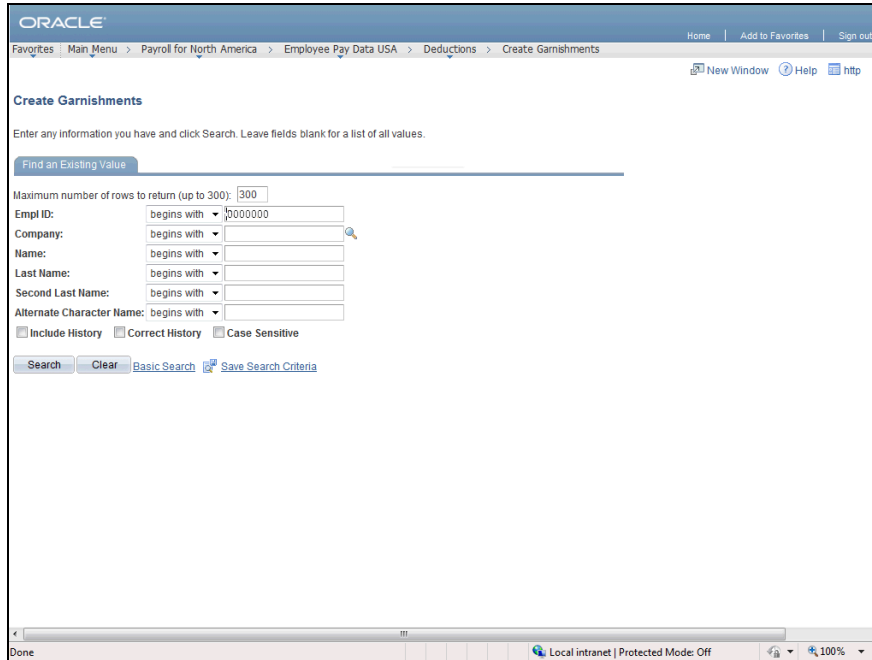 ORACLE
Home | Add to Favorites | Sign out
Favorites Main Menu > Payroll for North America > Employee Pay Data USA > Deductions > Create Garnishments
New Window Help http
Create Garnishments
Enter any information you have and click Search. Leave fields blank for a list of all values.
Find an Existing Value
Maximum number of rows to return (up to 300): 300
Empl ID: begins with 0000000
Company: begins with
Name: begins with
Last Name: begins with
Second Last Name: begins with
Alternate Character Name: begins with
Include History Correct History Case Sensitive
Search Clear Basic Search Save Search Criteria
Done Local intranet | Protected Mode: Off 100%